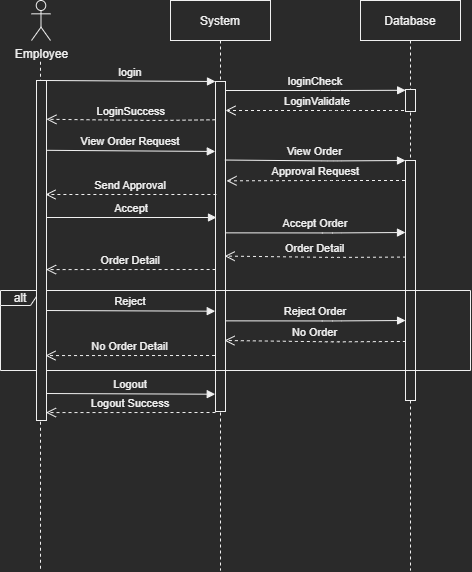 System
Database
Employee
login
loginCheck
LoginValidate
LoginSuccess
View Order Request
View Order
Approval Request
Send Approval
Accept
Accept Order
Order Detail
Order Detail
alt
Reject
Reject Order
No Order
No Order Detail
Logout
Logout Success